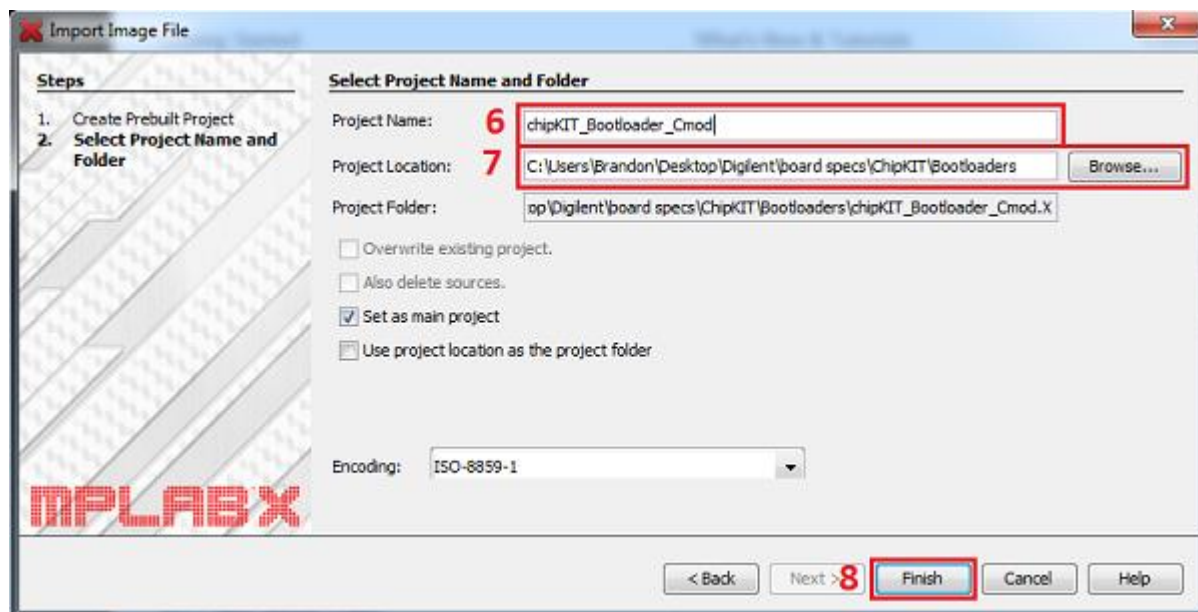 Import Image File
Steps
1. Create Prebuilt Project
2. Select Project Name and
Folder
Select Project Name and Folder
Project Name: 6 chipKIT_Bootloader_Cmod
Project Location: 7 C:\Users\Brandon\Desktop\Digilent\board specs\ChipKIT\Bootloaders Browse...
Project Folder: op\Digilent\board specs\ChipKIT\Bootloaders\chipKIT_Bootloader_Cmod.X
Overwrite existing project.
Also delete sources.
Set as main project
Use project location as the project folder
Encoding: ISO-8859-1
MPLAB X
< Back Next > 8 Finish Cancel Help